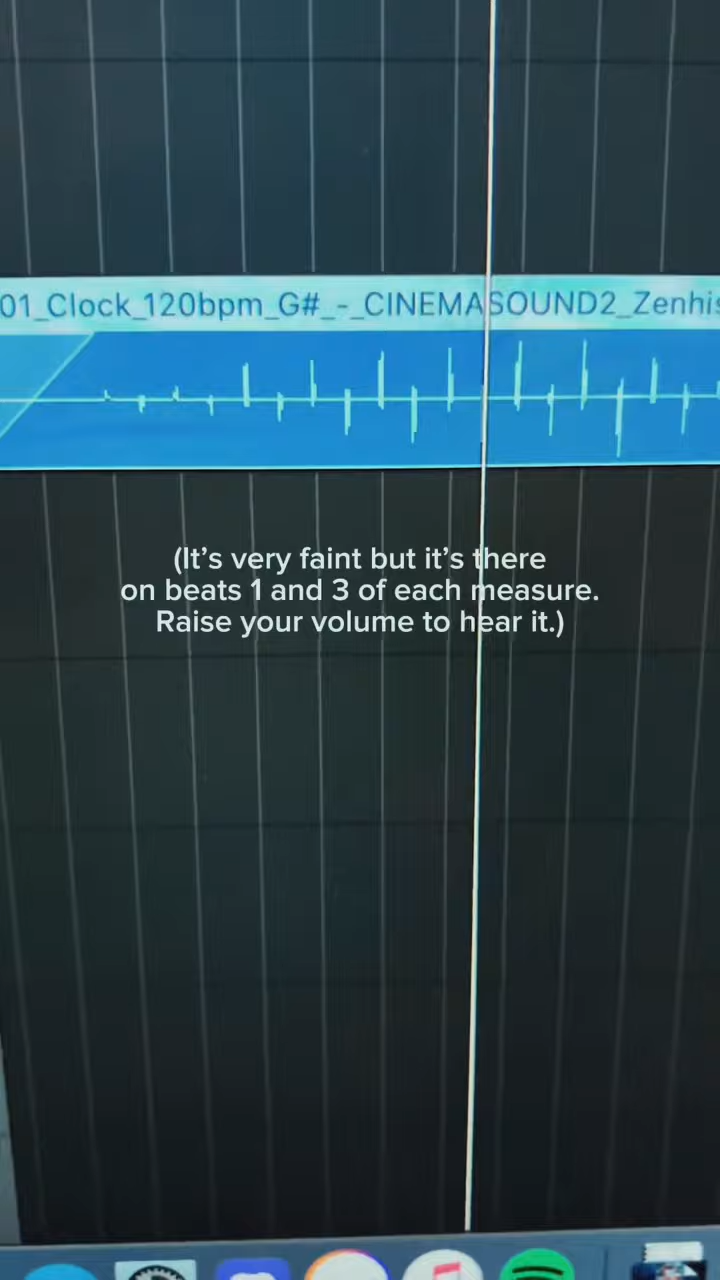 01_Clock_120bpm_G#_-_CINEMASOUND2_Zenhis
(It’s very faint but it’s there
on beats 1 and 3 of each measure.
Raise your volume to hear it.)